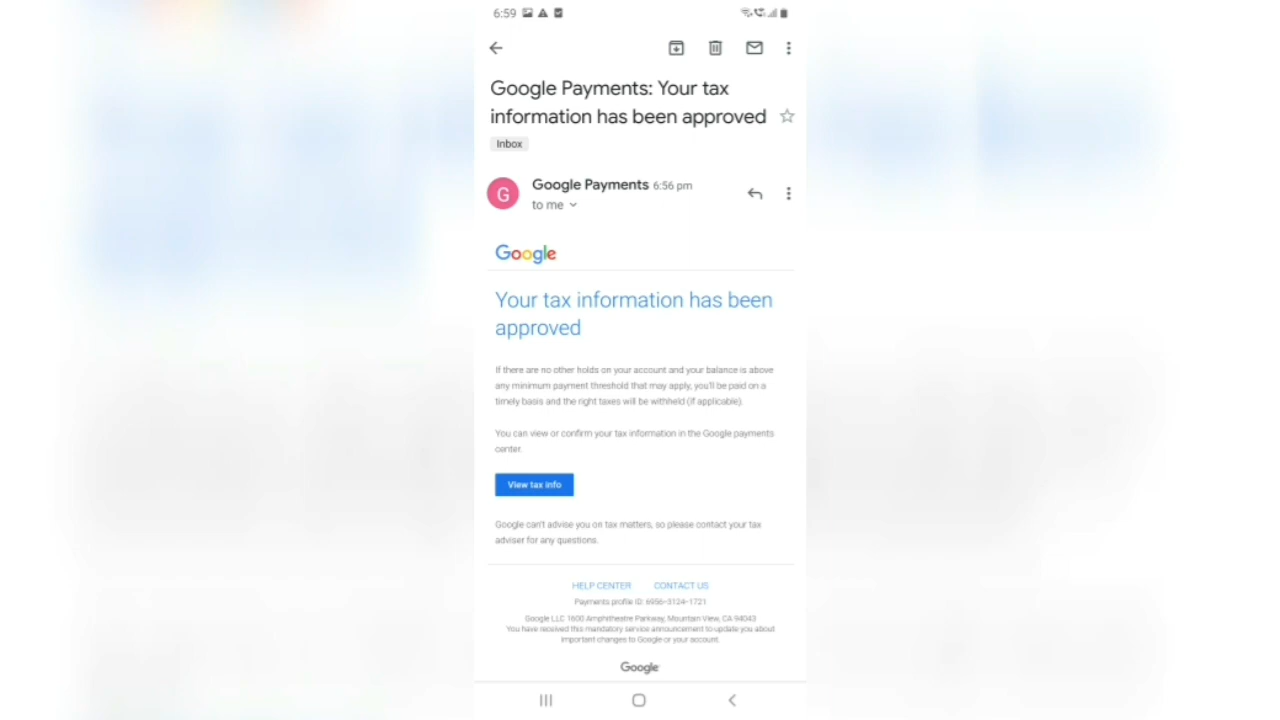 6:59
Google Payments: Your tax
information has been approved
Inbox
G
Google Payments 6:56 pm
to me
Google
Your tax information has been
approved
If there are no other holds on your account and your balance is above
any minimum payment threshold that may apply, you'll be paid on a
timely basis and the right taxes will be withheld (if applicable).
You can view or confirm your tax information in the Google payments
center.
View tax info
Google can't advise you on tax matters, so please contact your tax
adviser for any questions.
HELP CENTER CONTACT US
Payments profile ID: 6956-3124-1721
Google LLC 1600 Amphitheatre Parkway, Mountain View, CA 94043
You have received this mandatory service announcement to update you about
important changes to Google or your account.
Google